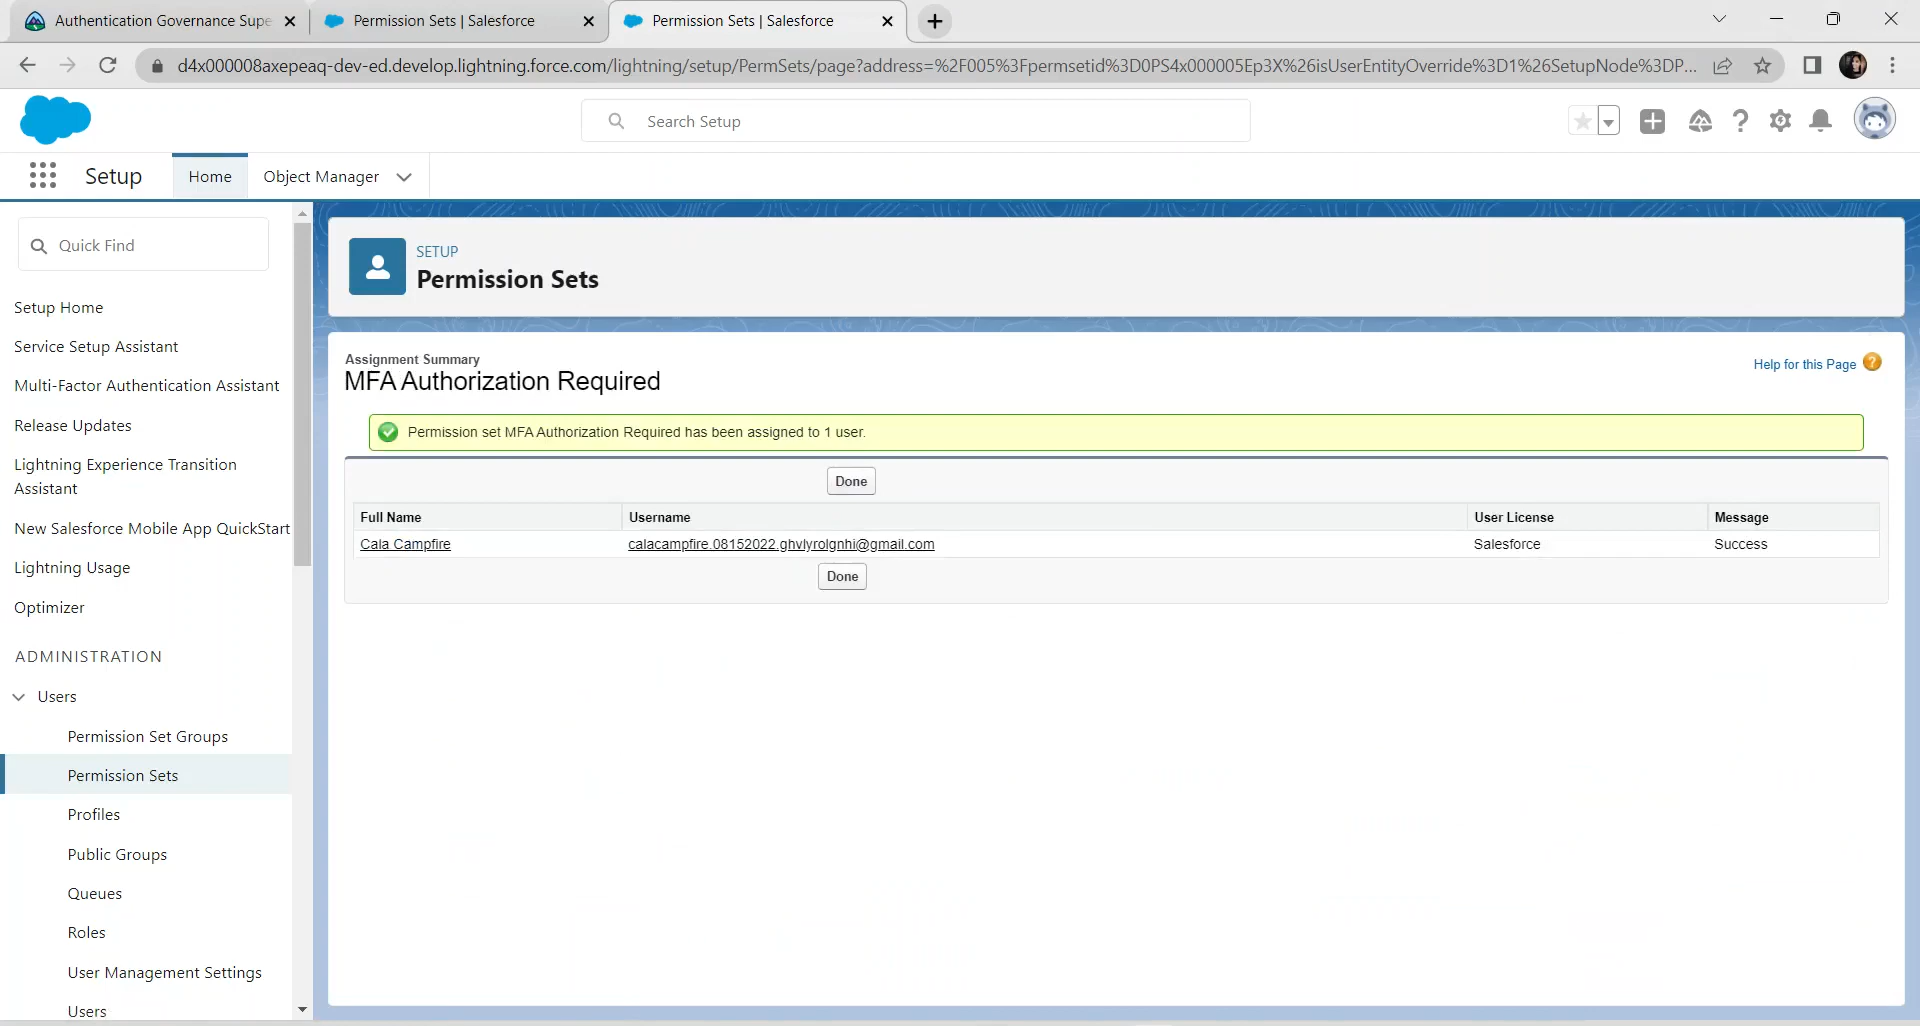 Authentication Governance Supe
Permission Sets | Salesforce
Permission Sets | Salesforce
d4x000008axepeaq-dev-ed.develop.lightning.force.com/lightning/setup/PermSets/page?address=%2F005%3Fpermsetid%3D0PS4x000005Ep3X%26isUserEntityOverride%3D1%26SetupNode%3DP...
Search Setup
Setup
Home
Object Manager
Quick Find
Setup Home
Service Setup Assistant
Multi-Factor Authentication Assistant
Release Updates
Lightning Experience Transition
Assistant
New Salesforce Mobile App QuickStart
Lightning Usage
Optimizer
ADMINISTRATION
Users
Permission Set Groups
Permission Sets
Profiles
Public Groups
Queues
Roles
User Management Settings
Users
SETUP
Permission Sets
Assignment Summary
MFA Authorization Required
Help for this Page
Permission set MFA Authorization Required has been assigned to 1 user.
Done
Full Name Username User License Message
Cala Campfire calacampfire.08152022.ghvlyrolgnhi@gmail.com Salesforce Success
Done